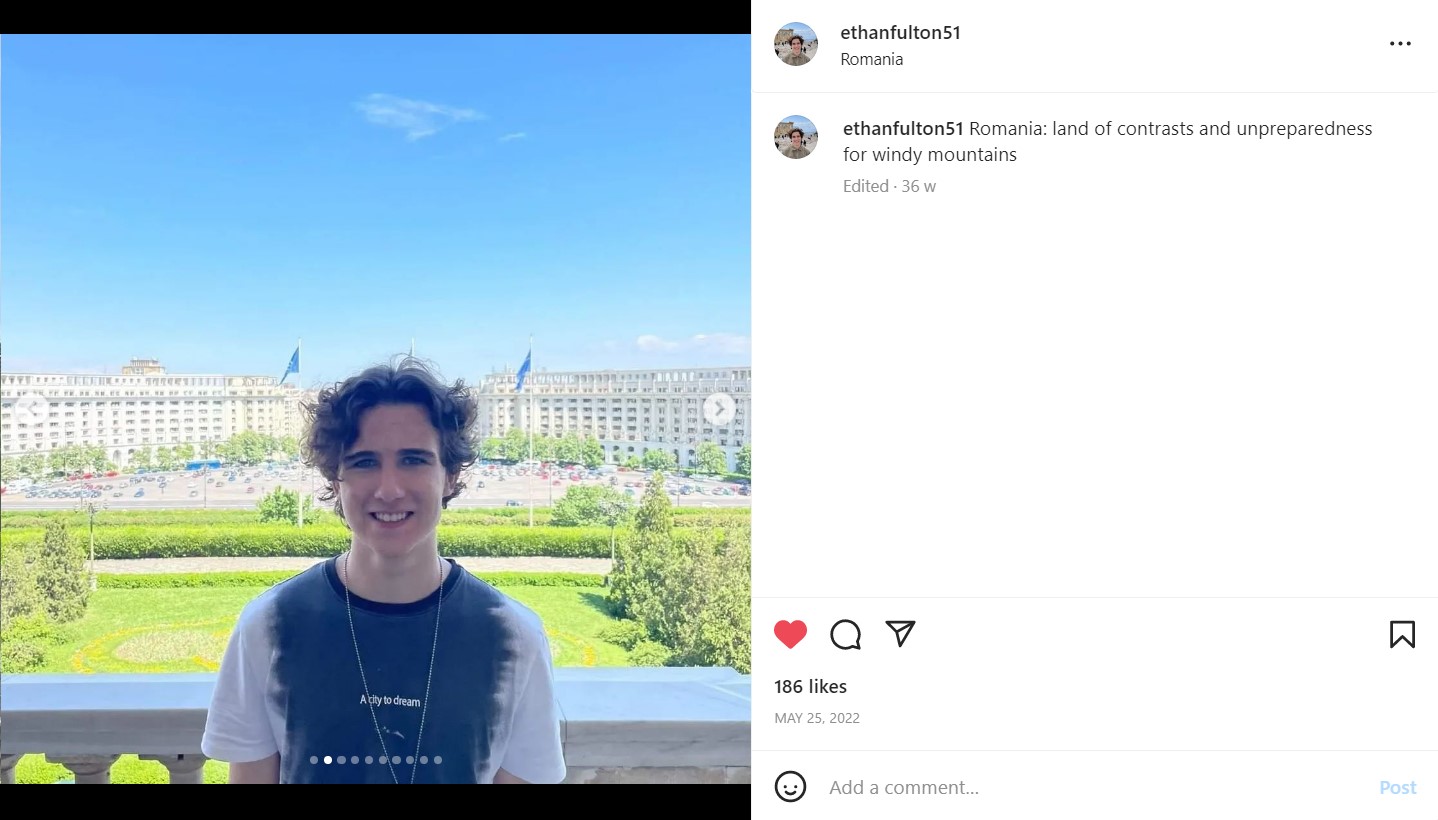 A city to dream
ethanfulton51
Romania
ethanfulton51 Romania: land of contrasts and unpreparedness
for windy mountains
Edited · 36 w
186 likes
MAY 25, 2022
Add a comment...
Post